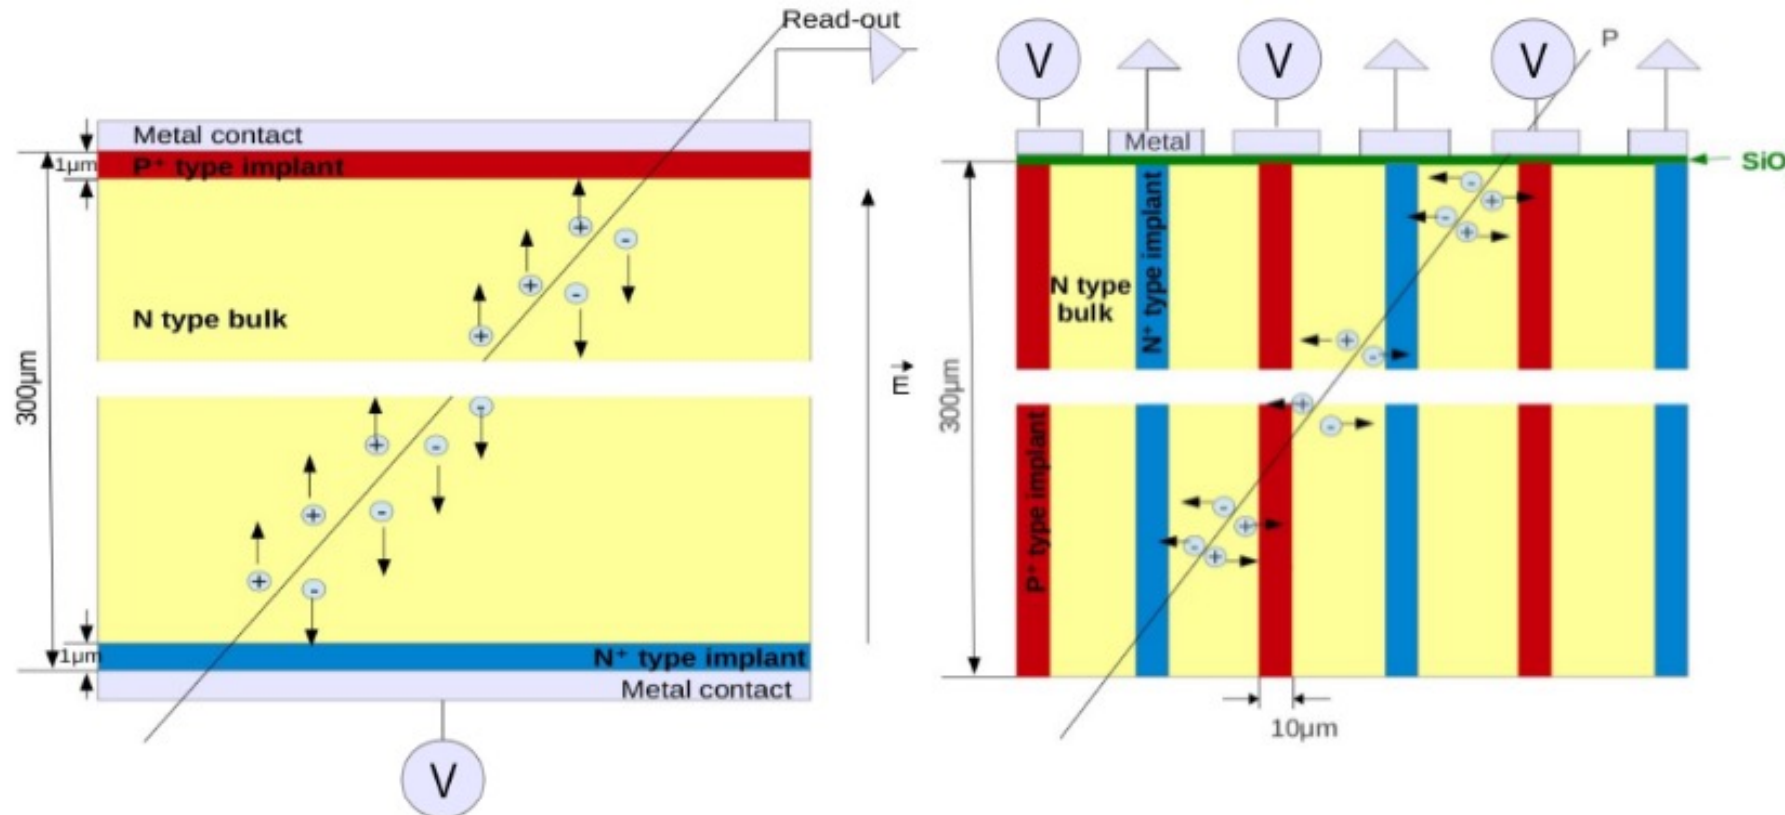 Read-out
Metal contact
1μm
P⁺ type implant
N type bulk
300μm
E
1μm
N⁺ type implant
Metal contact
V
V
V
V
P
Metal
SiO
N⁺ type implant
N type
bulk
300μm
P⁺ type implant
10μm